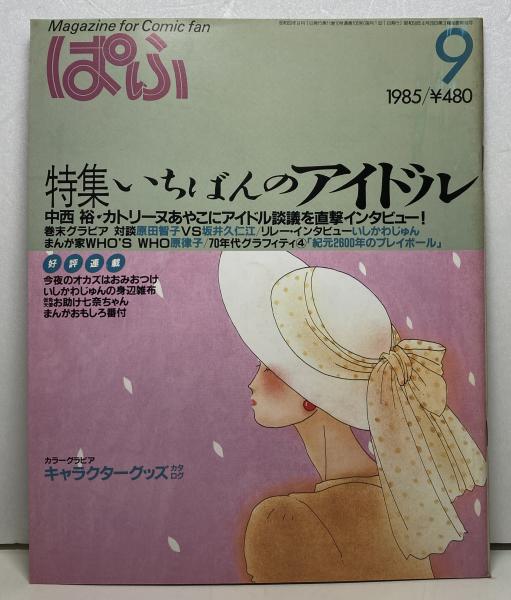 Magazine for Comic fan
ぱふ
9
1985/¥480
特集いちばんのアイドル
中西 裕・カトリーヌあやこにアイドル談議を直撃インタビュー!
巻末グラビア 対談原田智子VS坂井久仁江/リレー・インタビューいしかわじゅん
まんが家WHO'S WHO原律子/70年代グラフィティ④「紀元2600年のプレイボール」
好評連載
今夜のオカズはおみおつけ
いしかわじゅんの身辺雑布
お助け七奈ちゃん
まんがおもしろ番付
カラーグラビア
キャラクターグッズカタログ